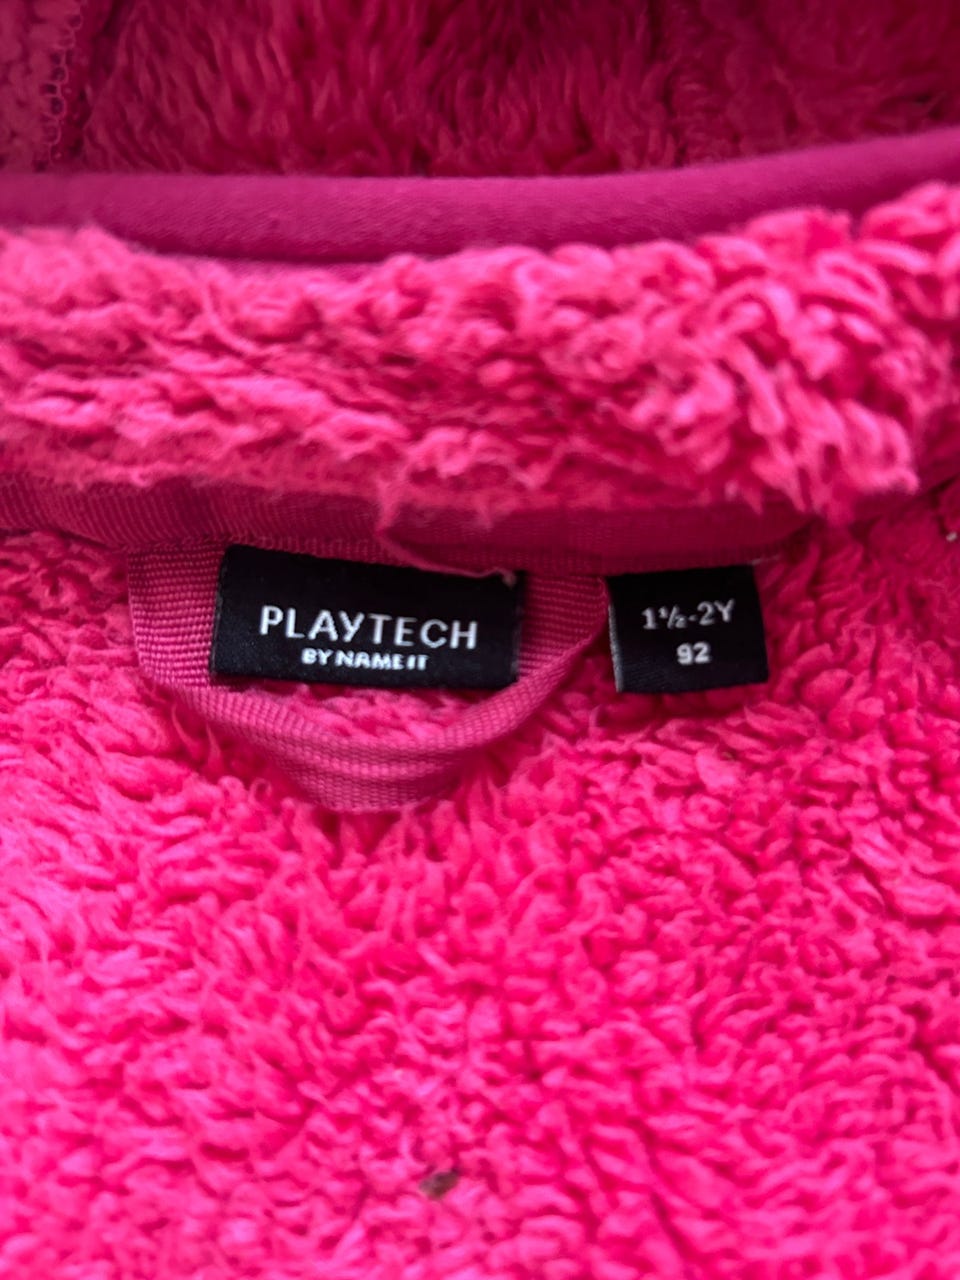 PLAYTECH
BY NAME IT
1½-2Y
92